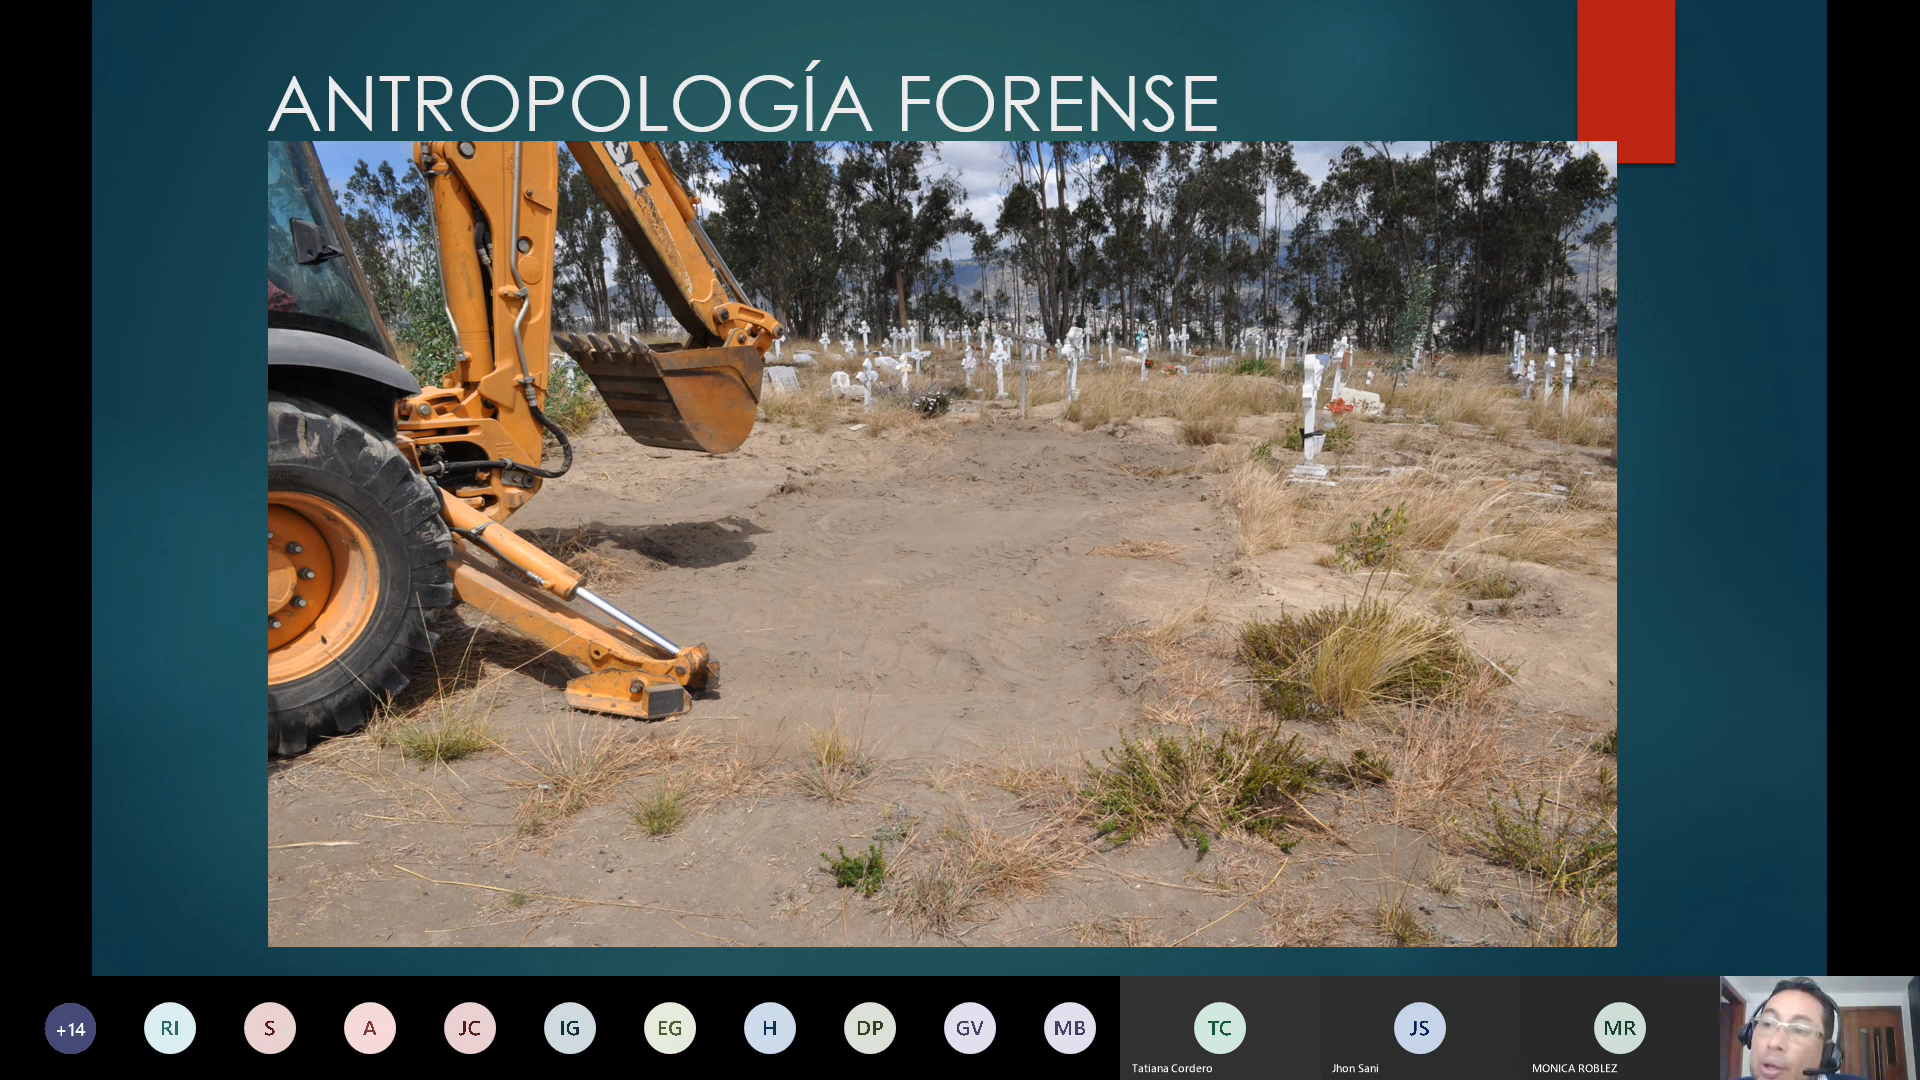 ANTROPOLOGÍA FORENSE
+14
RI
S
A
JC
IG
EG
H
DP
GV
MB
TC
JS
MR
Tatiana Cordero
Jhon Sani
MONICA ROBLEZ